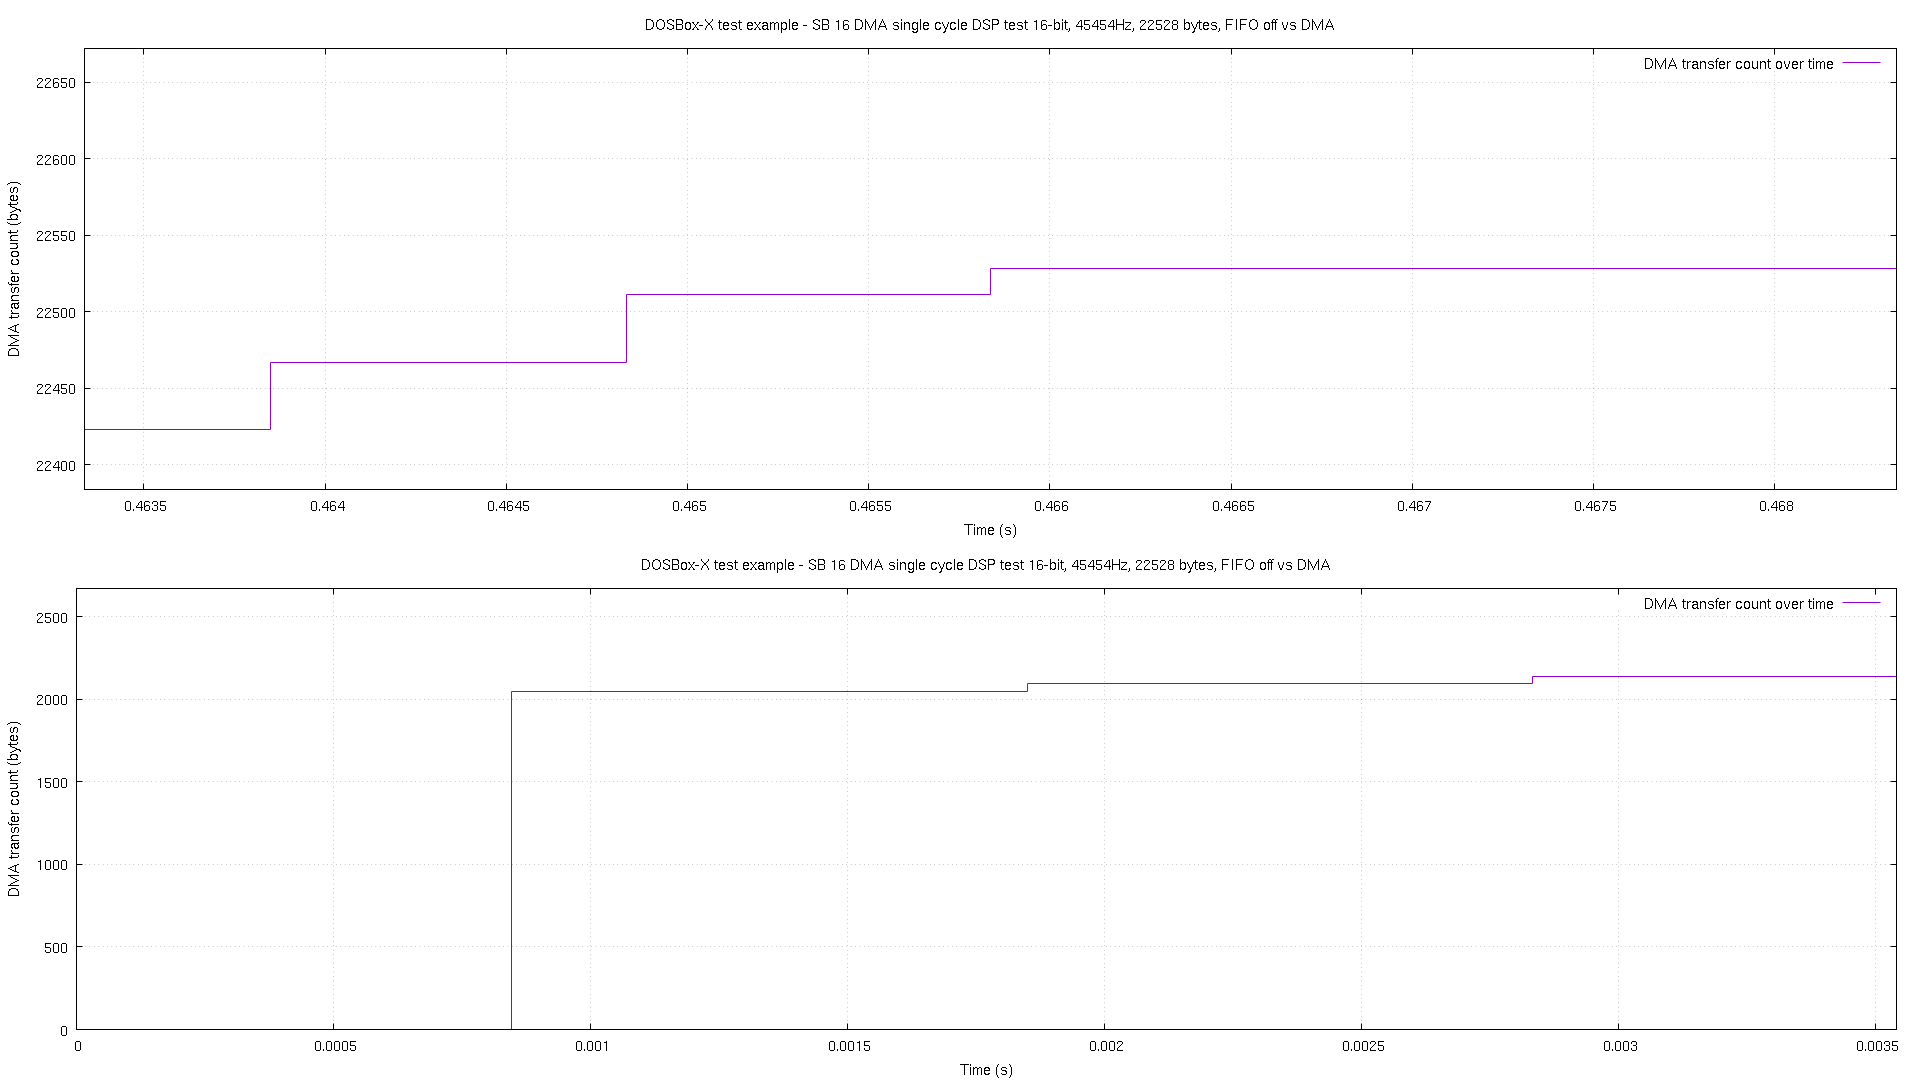 DOSBox-X test example - SB 16 DMA single cycle DSP test 16-bit, 45454Hz, 22528 bytes, FIFO off vs DMA
DMA transfer count over time
22650
22600
22550
22500
22450
22400
DMA transfer count (bytes)
0.4635 0.464 0.4645 0.465 0.4655 0.466 0.4665 0.467 0.4675 0.468
Time (s)
DOSBox-X test example - SB 16 DMA single cycle DSP test 16-bit, 45454Hz, 22528 bytes, FIFO off vs DMA
DMA transfer count over time
2500
2000
1500
1000
500
0
DMA transfer count (bytes)
0 0.0005 0.001 0.0015 0.002 0.0025 0.003 0.0035
Time (s)